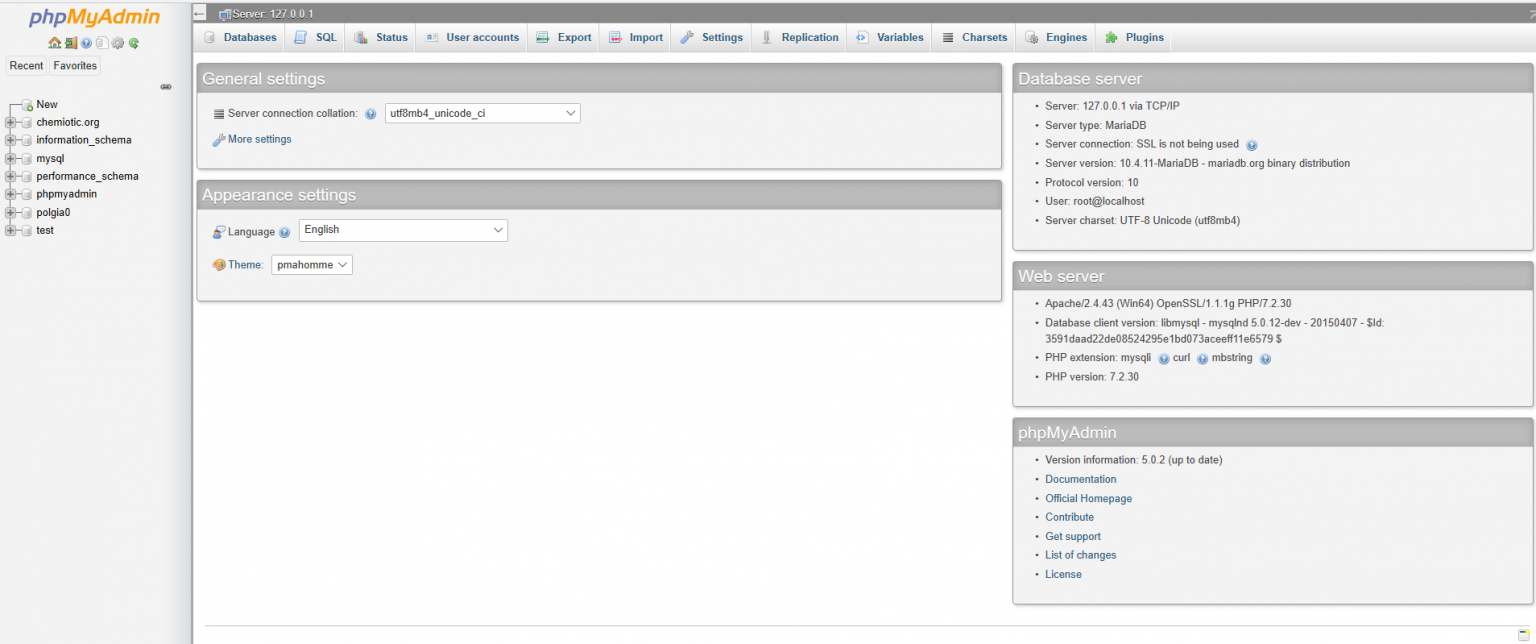 phpMyAdmin
Recent Favorites
New
chemiotic.org
information_schema
mysql
performance_schema
phpmyadmin
polgia0
test
Server: 127.0.0.1
Databases SQL Status User accounts Export Import Settings Replication Variables Charsets Engines Plugins
General settings
Server connection collation: utf8mb4_unicode_ci
More settings
Appearance settings
Language English
Theme: pmahomme
Database server
• Server: 127.0.0.1 via TCP/IP
• Server type: MariaDB
• Server connection: SSL is not being used
• Server version: 10.4.11-MariaDB - mariadb.org binary distribution
• Protocol version: 10
• User: root@localhost
• Server charset: UTF-8 Unicode (utf8mb4)
Web server
• Apache/2.4.43 (Win64) OpenSSL/1.1.1g PHP/7.2.30
• Database client version: libmysql - mysqlnd 5.0.12-dev - 20150407 - $Id:
3591daad22de08524295e1bd073aceeff11e6579 $
• PHP extension: mysqli curl mbstring
• PHP version: 7.2.30
phpMyAdmin
• Version information: 5.0.2 (up to date)
• Documentation
• Official Homepage
• Contribute
• Get support
• List of changes
• License